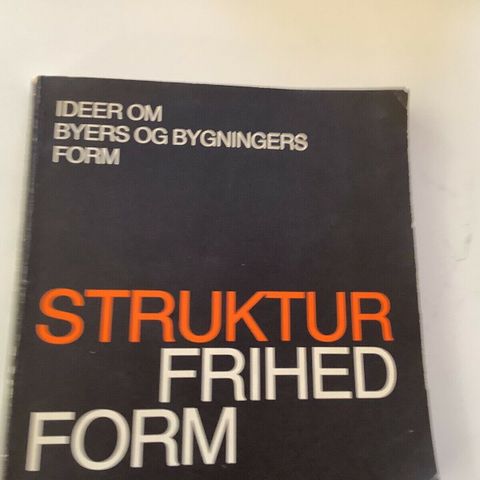 IDEER OM
BYERS OG BYGNINGERS
FORM
STRUKTUR
FRIHED
FORM